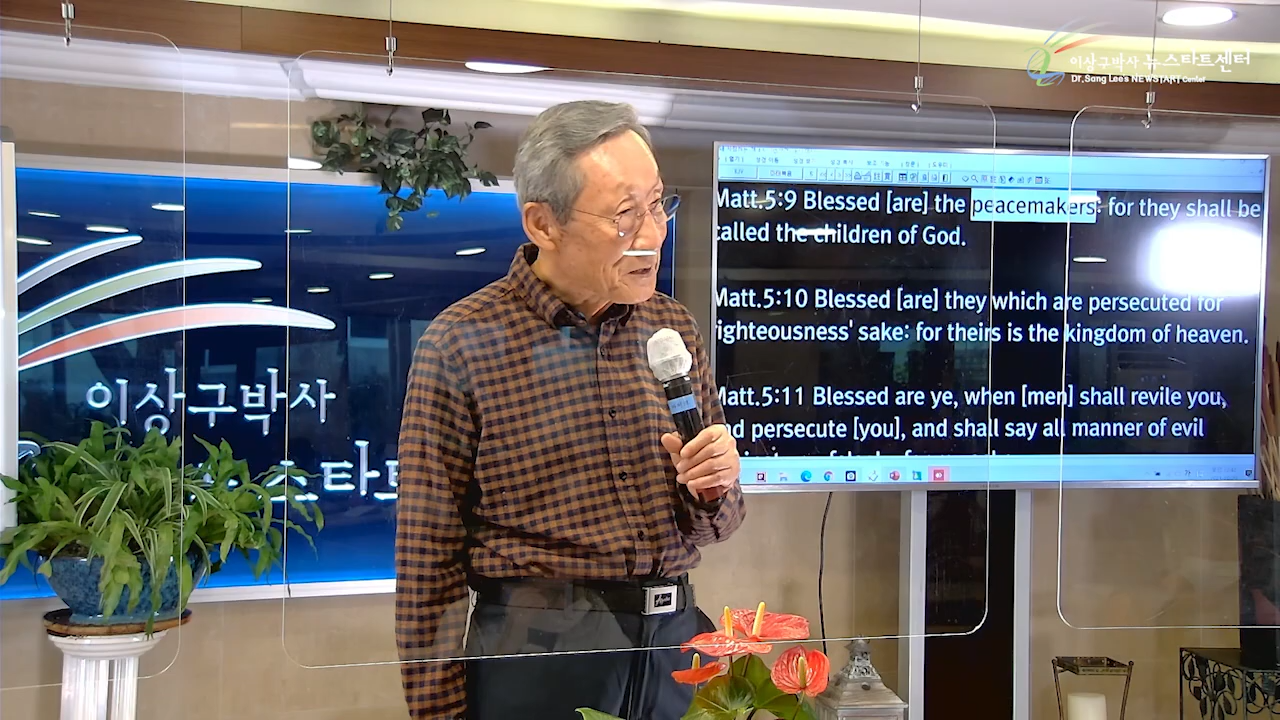 이상구박사 뉴스타트센터
Dr. Sang Lee's NEWSTART Center
Matt.5:9 Blessed [are] the peacemakers: for they shall be
called the children of God.
Matt.5:10 Blessed [are] they which are persecuted for
righteousness' sake: for theirs is the kingdom of heaven.
Matt.5:11 Blessed are ye, when [men] shall revile you,
and persecute [you], and shall say all manner of evil
이상구박사
스타트